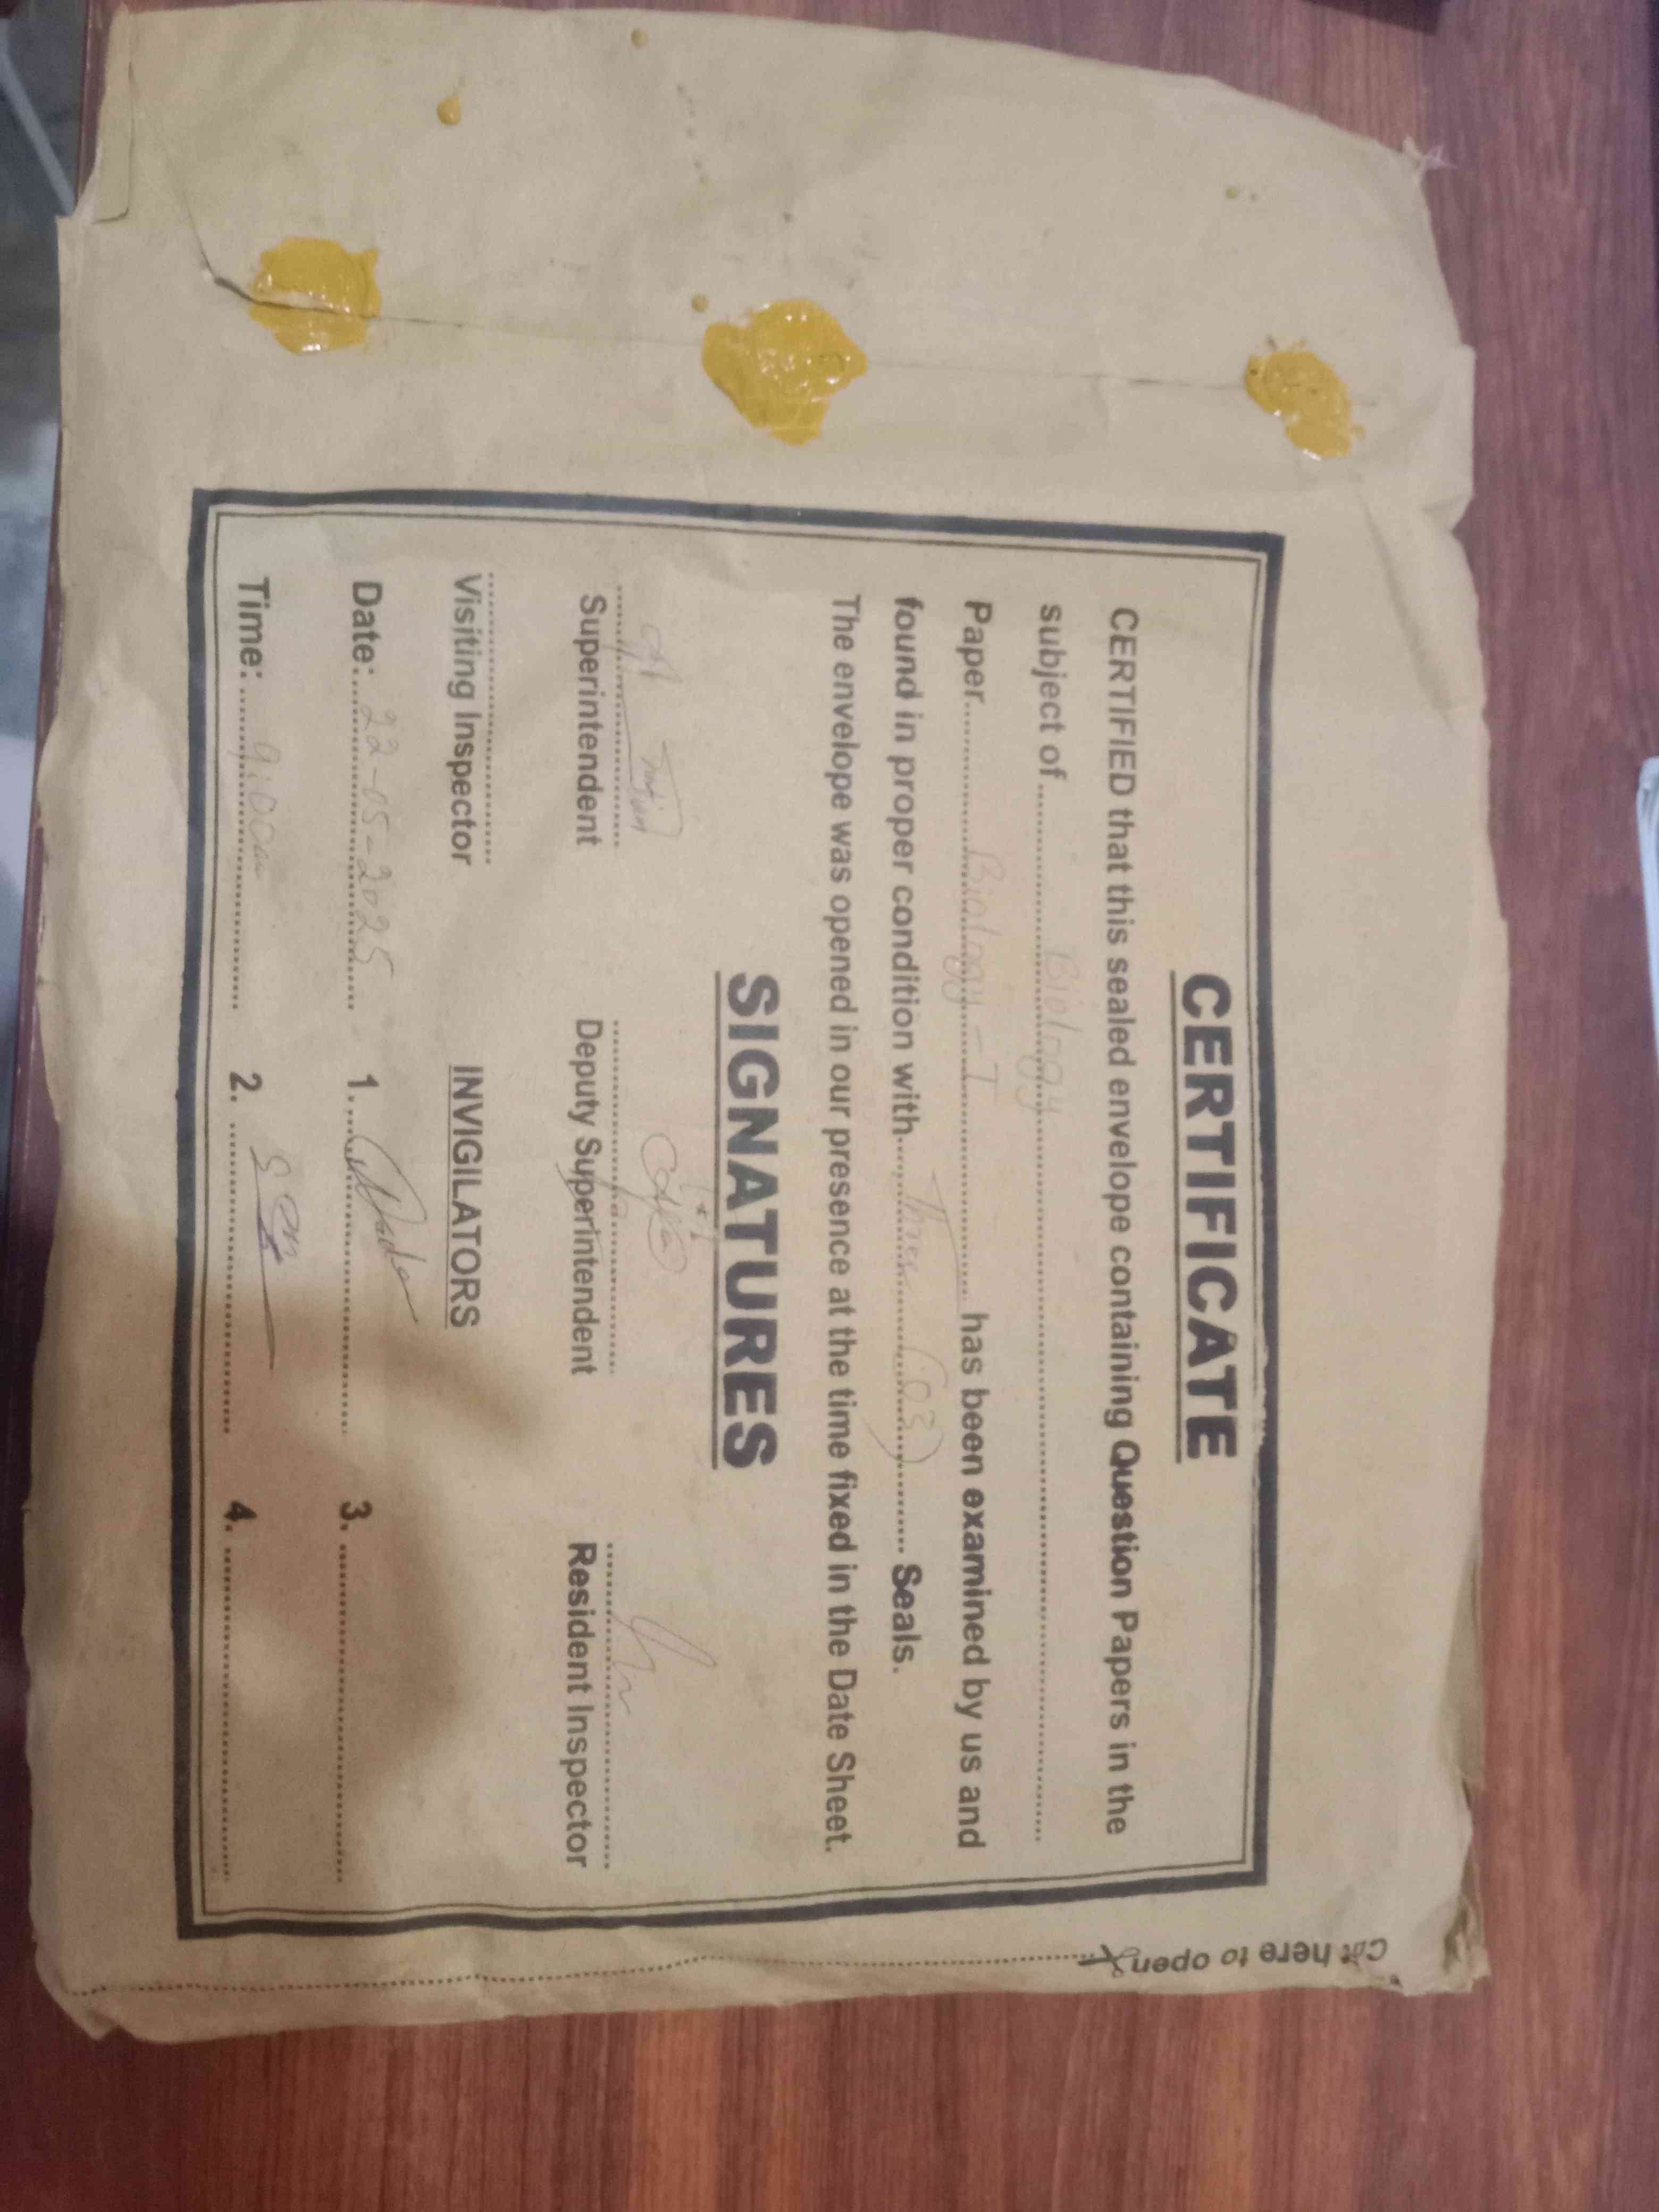 CERTIFICATE
CERTIFIED that this sealed envelope containing Question Papers in the
subject of.......... Biology ..........
Paper.......... Biology - I .......... has been examined by us and
found in proper condition with..... Three (03) ..... Seals.
The envelope was opened in our presence at the time fixed in the Date Sheet.
SIGNATURES
Superintendent Deputy Superintendent Resident Inspector
Visiting Inspector INVIGILATORS
Date: 22-05-2025 1. 3.
Time: 9:00am 2. 4.
Cut here to open